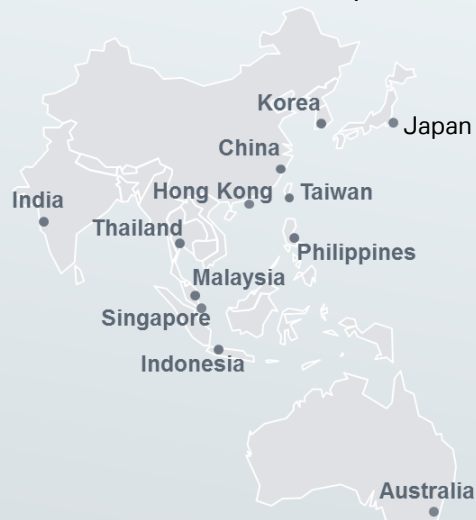 Korea
Japan
China
Hong Kong
Taiwan
India
Thailand
Philippines
Malaysia
Singapore
Indonesia
Australia